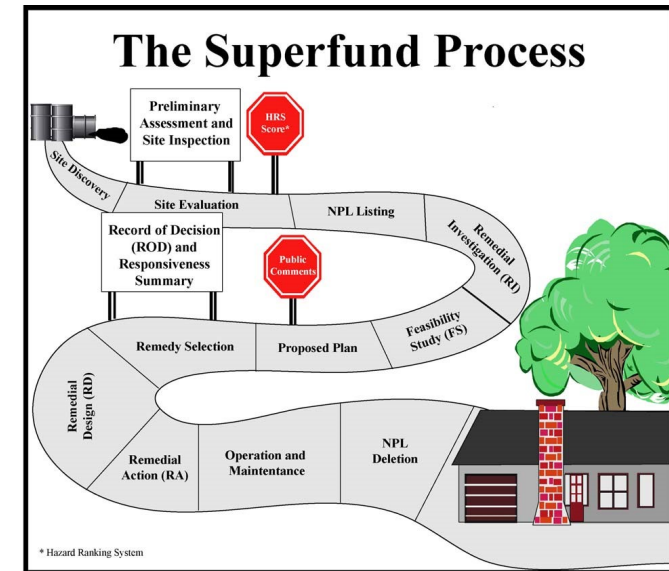 The Superfund Process
Preliminary
Assessment and
Site Inspection
HRS
Score*
Site Discovery
Site Evaluation
NPL Listing
Remedial
Investigation (RI)
Record of Decision
(ROD) and
Responsiveness
Summary
Public
Comments
Feasibility
Study (FS)
Proposed Plan
Remedy Selection
Remedial
Design (RD)
Remedial
Action (RA)
Operation and
Maintentance
NPL
Deletion
* Hazard Ranking System